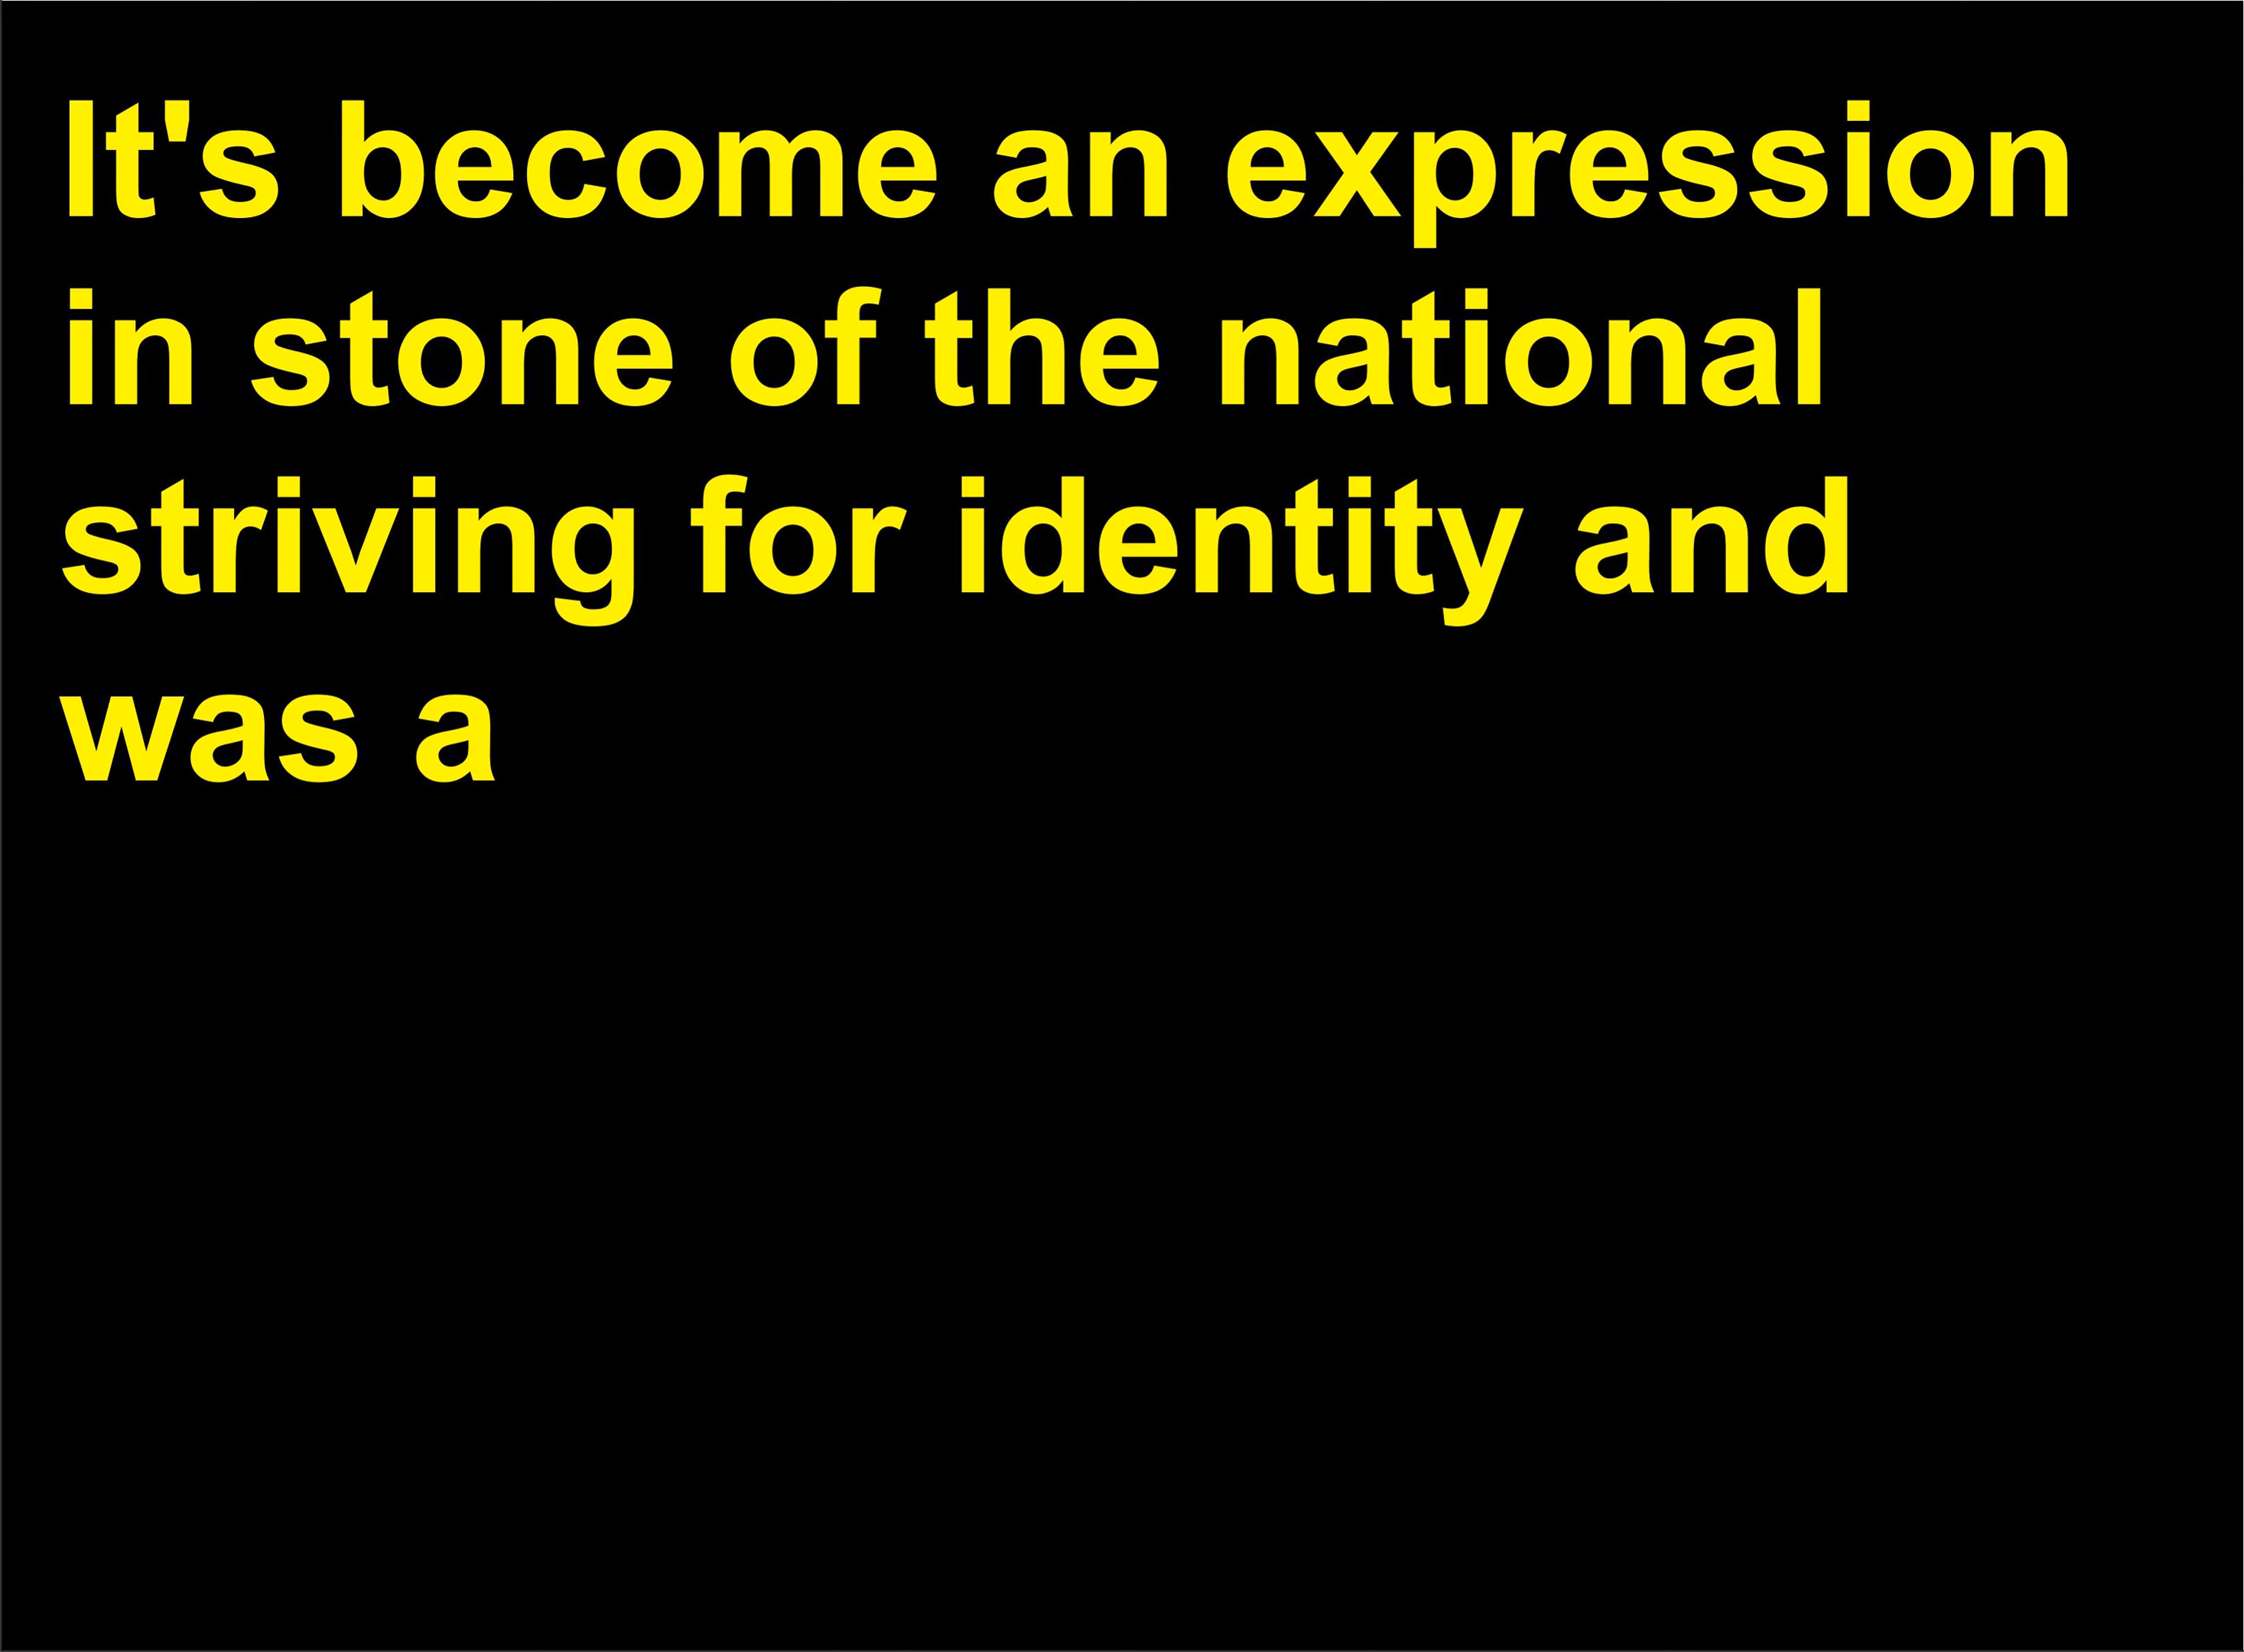 It's become an expression
in stone of the national
striving for identity and
was a